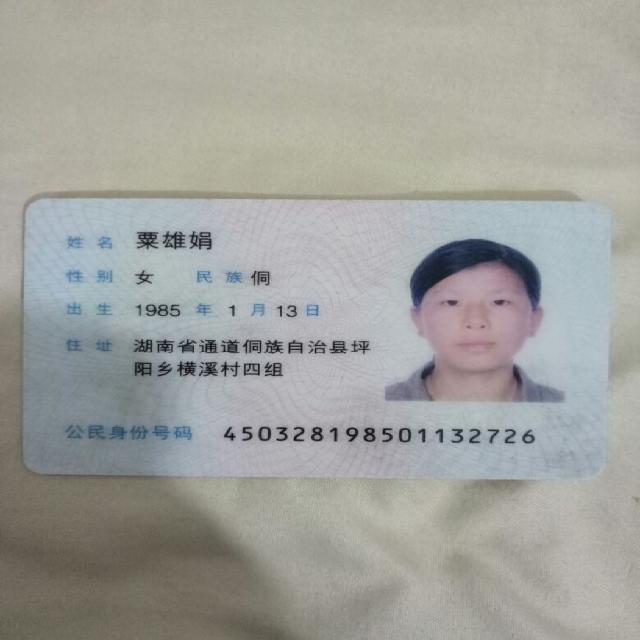 姓名 粟雄娟
性别 女 民族 侗
出生 1985 年 1 月 13 日
住址 湖南省通道侗族自治县坪
阳乡横溪村四组
公民身份号码 450328198501132726